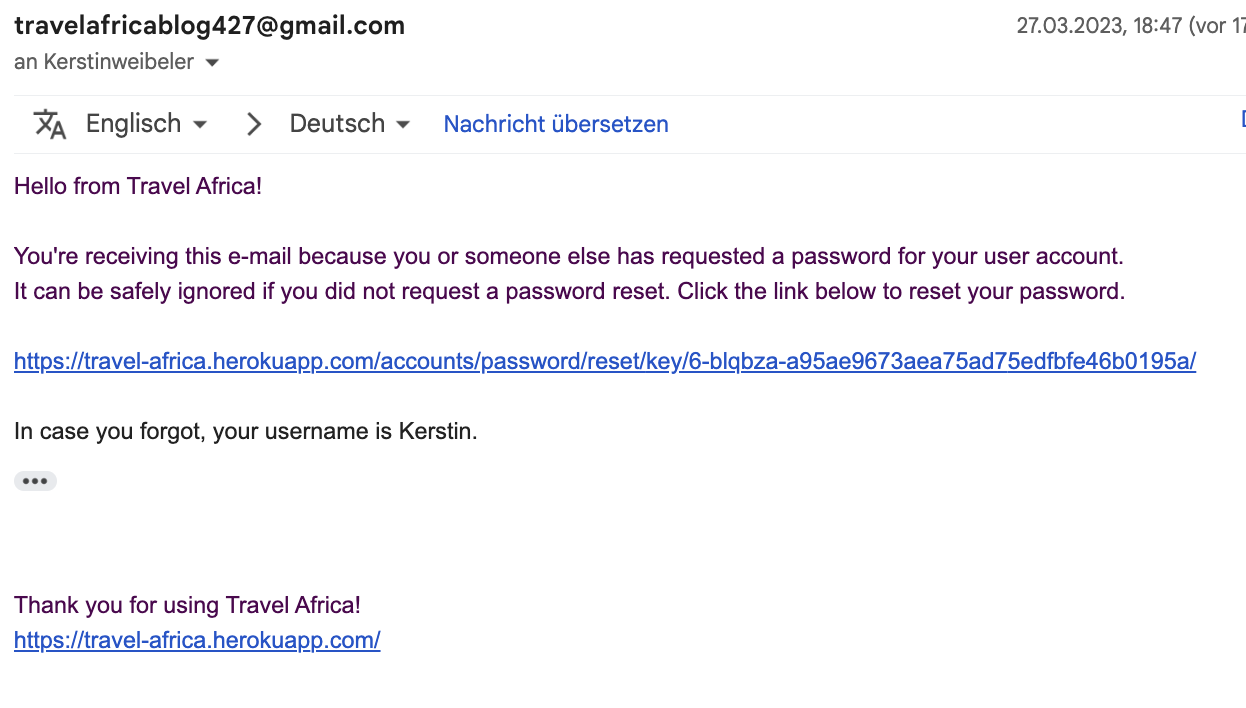 travelafricablog427@gmail.com
27.03.2023, 18:47 (vor 17
an Kerstinweibeler
Englisch > Deutsch Nachricht übersetzen
Hello from Travel Africa!
You're receiving this e-mail because you or someone else has requested a password for your user account.
It can be safely ignored if you did not request a password reset. Click the link below to reset your password.
https://travel-africa.herokuapp.com/accounts/password/reset/key/6-blqbza-a95ae9673aea75ad75edfbfe46b0195a/
In case you forgot, your username is Kerstin.
•••
Thank you for using Travel Africa!
https://travel-africa.herokuapp.com/